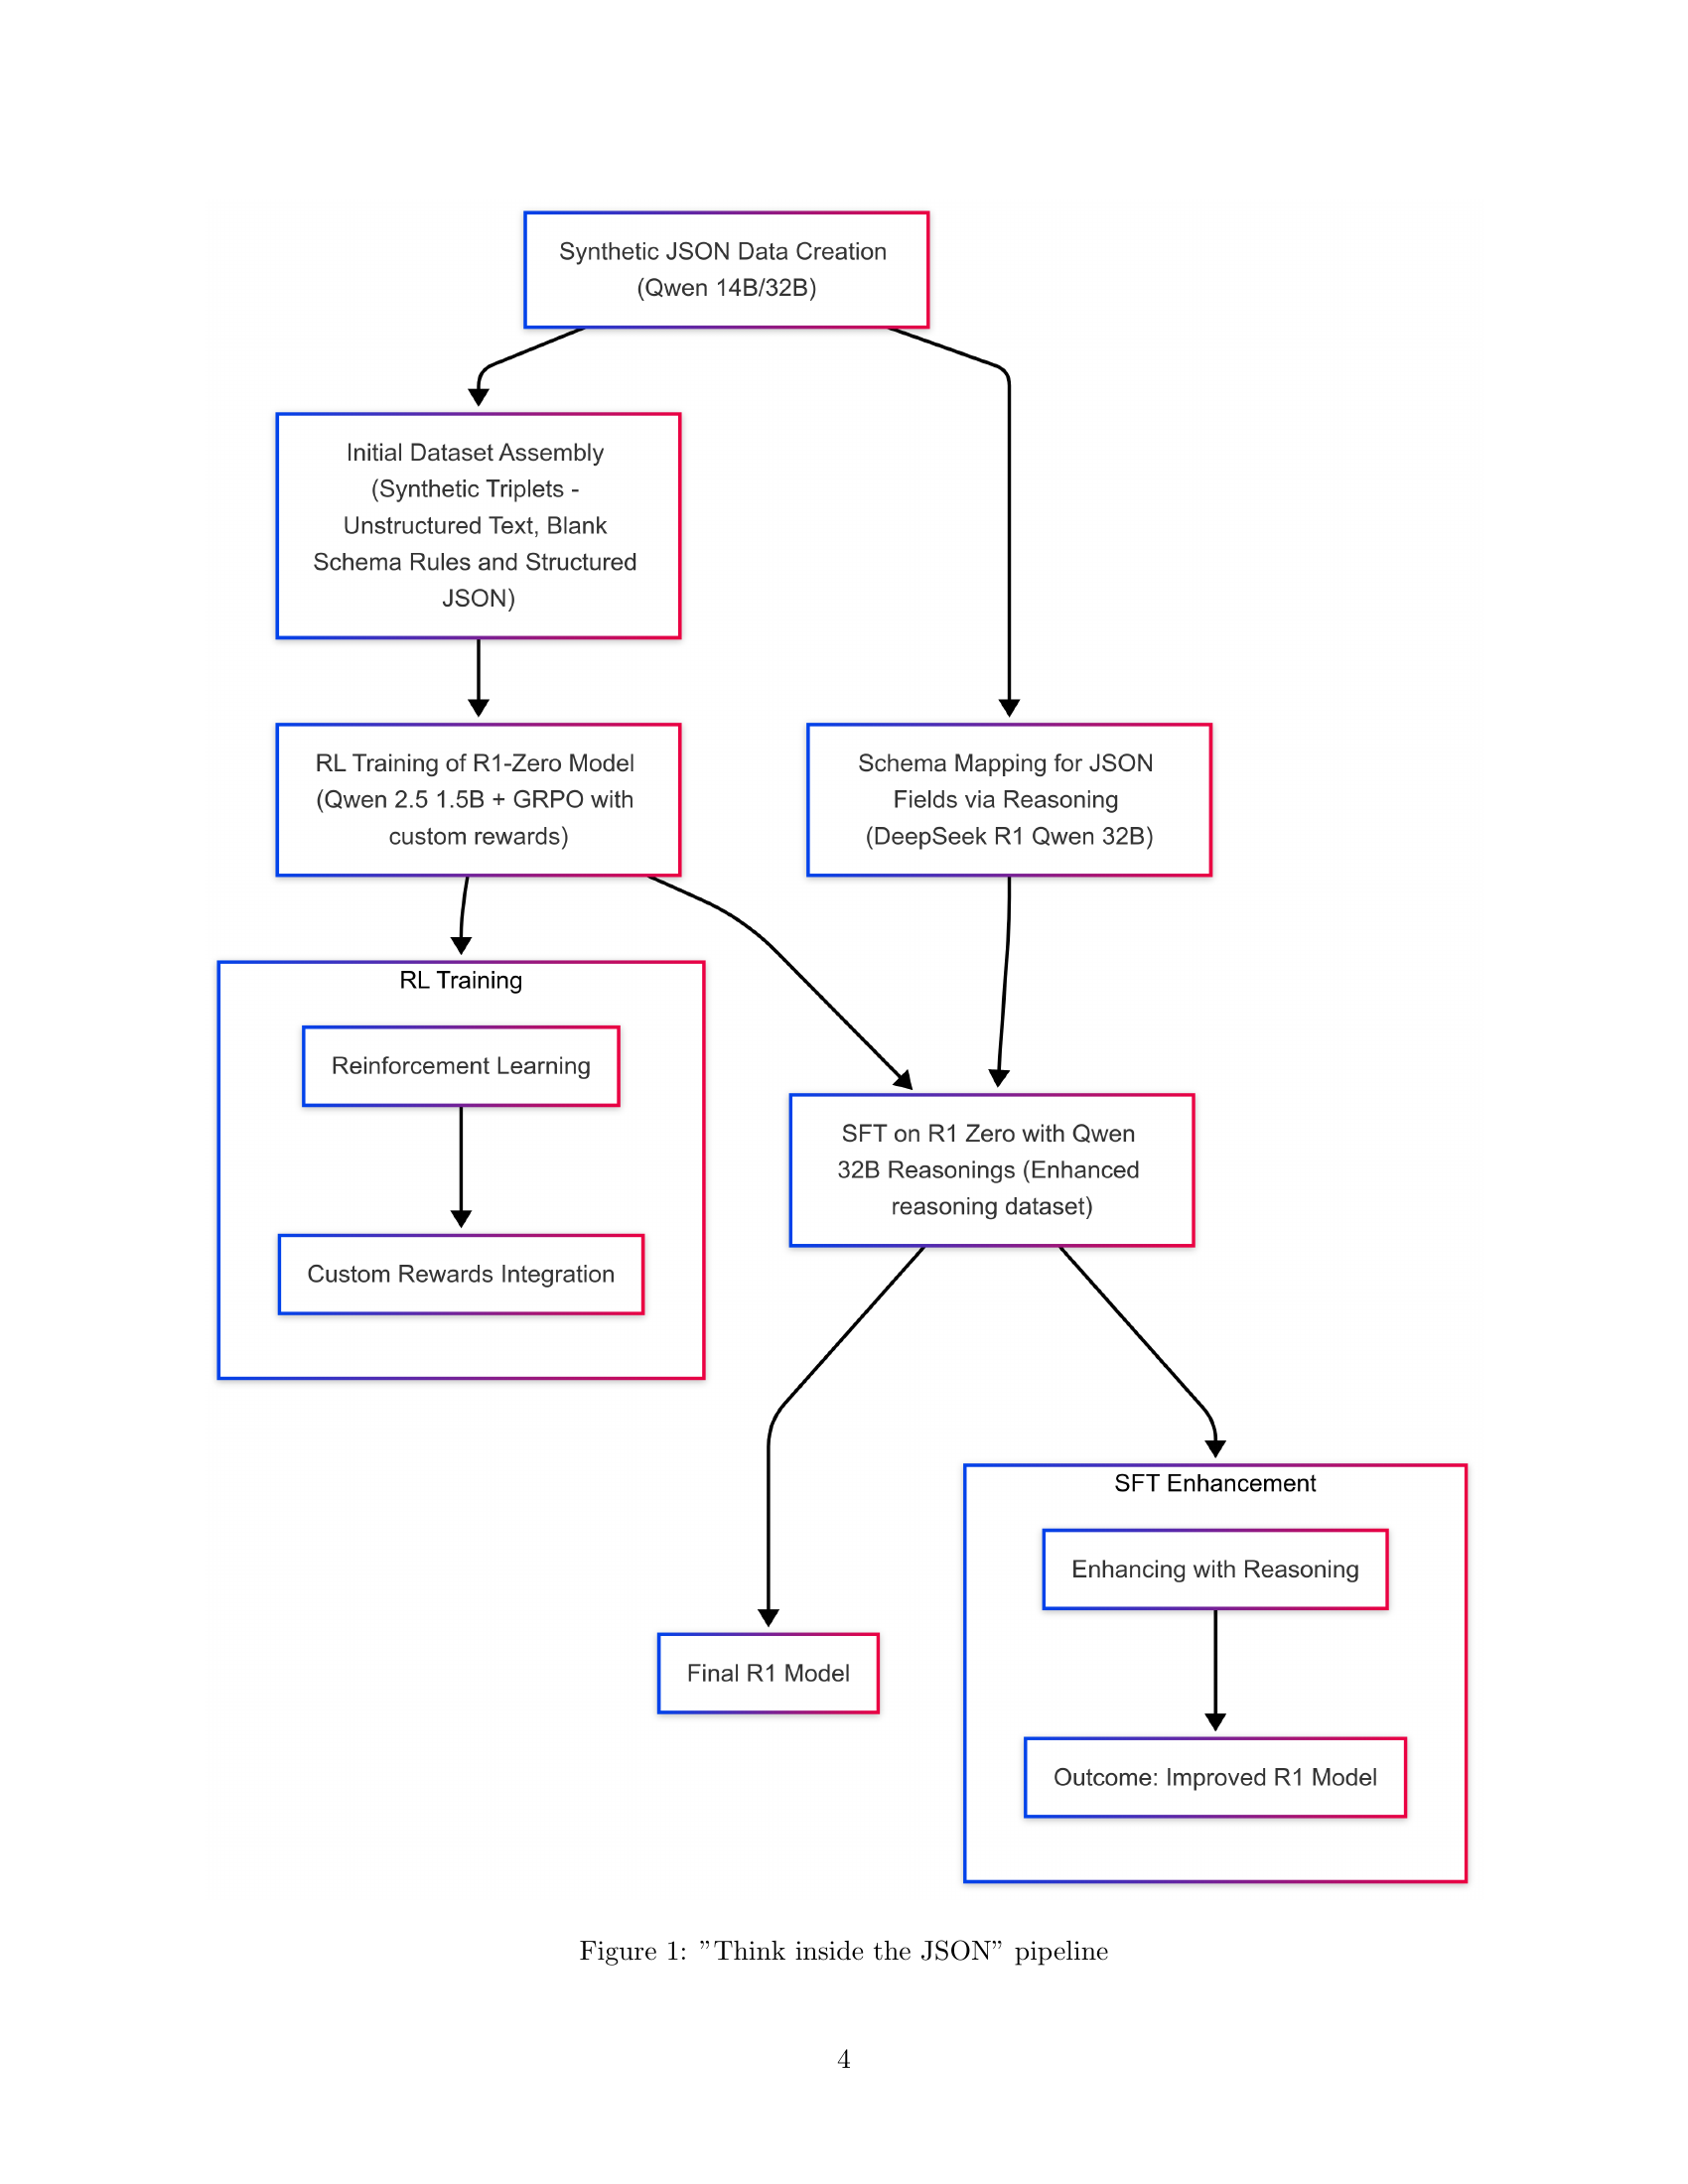 Synthetic JSON Data Creation
(Qwen 14B/32B)
Initial Dataset Assembly
(Synthetic Triplets -
Unstructured Text, Blank
Schema Rules and Structured
JSON)
RL Training of R1-Zero Model
(Qwen 2.5 1.5B + GRPO with
custom rewards)
Schema Mapping for JSON
Fields via Reasoning
(DeepSeek R1 Qwen 32B)
RL Training
Reinforcement Learning
Custom Rewards Integration
SFT on R1 Zero with Qwen
32B Reasonings (Enhanced
reasoning dataset)
Final R1 Model
SFT Enhancement
Enhancing with Reasoning
Outcome: Improved R1 Model
Figure 1: ”Think inside the JSON” pipeline
4